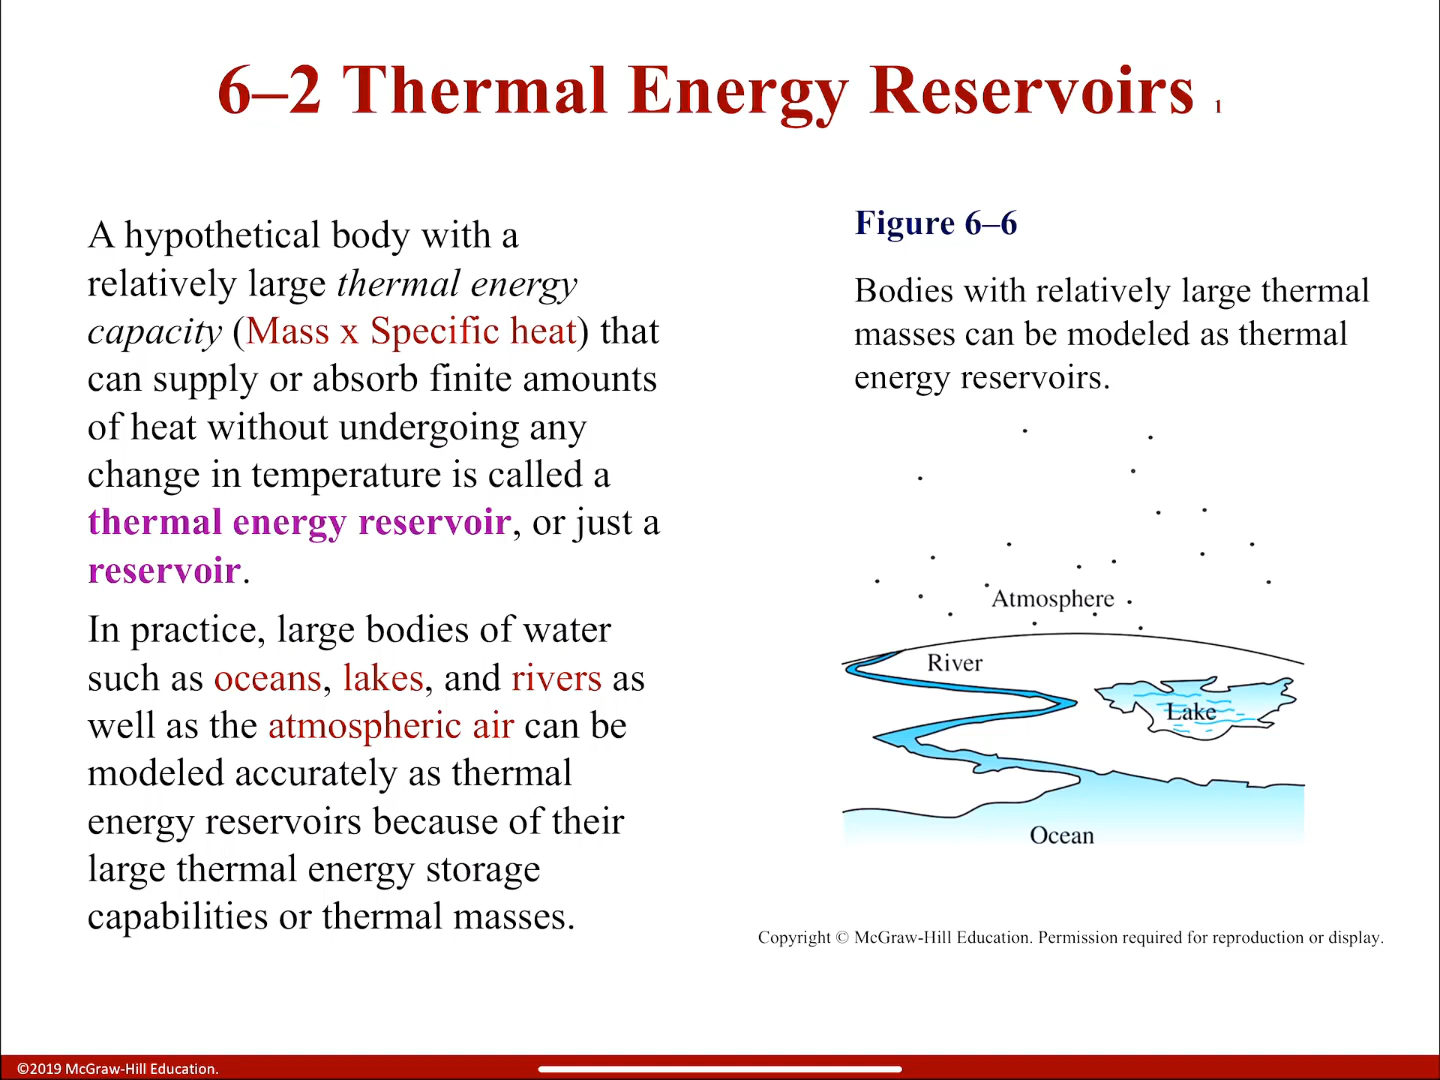 6–2 Thermal Energy Reservoirs 1
A hypothetical body with a
relatively large thermal energy
capacity (Mass x Specific heat) that
can supply or absorb finite amounts
of heat without undergoing any
change in temperature is called a
thermal energy reservoir, or just a
reservoir.
In practice, large bodies of water
such as oceans, lakes, and rivers as
well as the atmospheric air can be
modeled accurately as thermal
energy reservoirs because of their
large thermal energy storage
capabilities or thermal masses.
Figure 6–6
Bodies with relatively large thermal
masses can be modeled as thermal
energy reservoirs.
Atmosphere
River
Lake
Ocean
Copyright © McGraw-Hill Education. Permission required for reproduction or display.
©2019 McGraw-Hill Education.